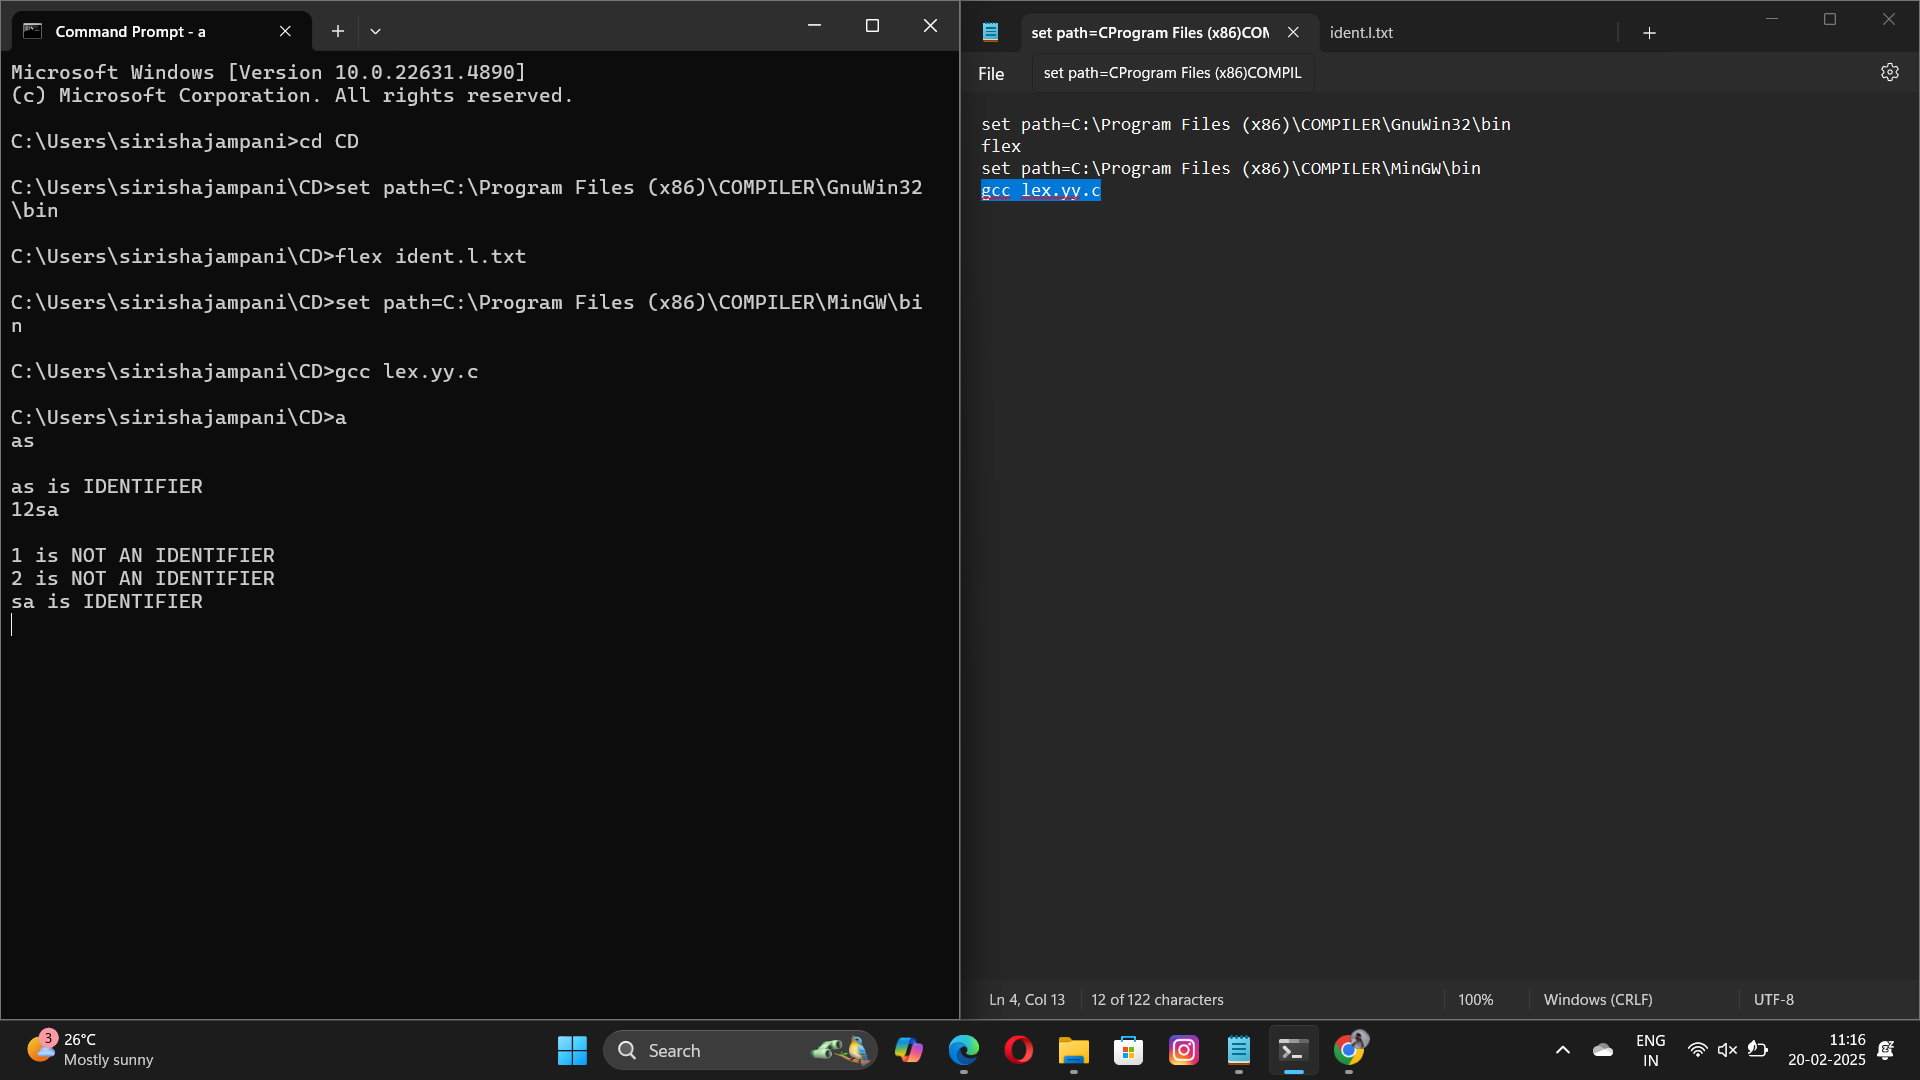 Command Prompt - a
Microsoft Windows [Version 10.0.22631.4890]
(c) Microsoft Corporation. All rights reserved.
C:\Users\sirishajampani>cd CD
C:\Users\sirishajampani\CD>set path=C:\Program Files (x86)\COMPILER\GnuWin32
\bin
C:\Users\sirishajampani\CD>flex ident.l.txt
C:\Users\sirishajampani\CD>set path=C:\Program Files (x86)\COMPILER\MinGW\bi
n
C:\Users\sirishajampani\CD>gcc lex.yy.c
C:\Users\sirishajampani\CD>a
as
as is IDENTIFIER
12sa
1 is NOT AN IDENTIFIER
2 is NOT AN IDENTIFIER
sa is IDENTIFIER
set path=CProgram Files (x86)CO
ident.l.txt
File
set path=CProgram Files (x86)COMPIL
set path=C:\Program Files (x86)\COMPILER\GnuWin32\bin
flex
set path=C:\Program Files (x86)\COMPILER\MinGW\bin
gcc lex.yy.c
Ln 4, Col 13
12 of 122 characters
100%
Windows (CRLF)
UTF-8
3
26°C
Mostly sunny
Search
ENG
IN
11:16
20-02-2025